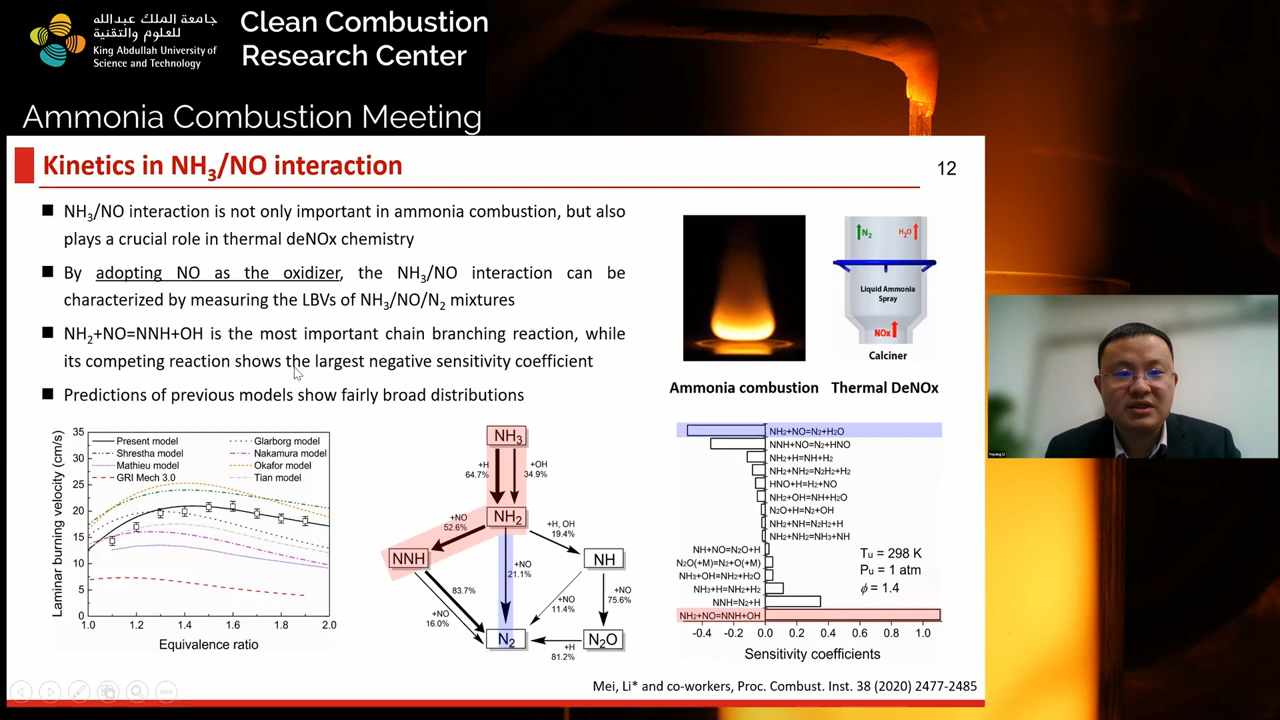 جامعة الملك عبدالله
للعلوم والتقنية
King Abdullah University of
Science and Technology
Clean Combustion
Research Center
Ammonia Combustion Meeting
Kinetics in NH₃/NO interaction
12
■ NH₃/NO interaction is not only important in ammonia combustion, but also
plays a crucial role in thermal deNOx chemistry
■ By adopting NO as the oxidizer, the NH₃/NO interaction can be
characterized by measuring the LBVs of NH₃/NO/N₂ mixtures
■ NH₂+NO=NNH+OH is the most important chain branching reaction, while
its competing reaction shows the largest negative sensitivity coefficient
■ Predictions of previous models show fairly broad distributions
N₂
H₂O
Liquid Ammonia
Spray
NOx
Calciner
Ammonia combustion
Thermal DeNOx
Laminar burning velocity (cm/s)
35
30
25
20
15
10
5
0
Present model
Shrestha model
Mathieu model
GRI Mech 3.0
Glarborg model
Nakamura model
Okafor model
Tian model
1.0 1.2 1.4 1.6 1.8 2.0
Equivalence ratio
NH₃
+H
64.7%
+OH
34.9%
NH₂
+NO
52.6%
+H, OH
19.4%
NNH
+NO
21.1%
NH
83.7%
+NO
16.0%
+NO
11.4%
+NO
75.6%
N₂
N₂O
+H
81.2%
NH₂+NO=N₂+H₂O
NNH+NO=N₂+HNO
NH₂+H=NH+H₂
NH₂+NH₂=N₂H₂+H₂
HNO+H=H₂+NO
NH₂+OH=NH+H₂O
N₂O+H=N₂+OH
NH₂+NH=N₂H₂+H
NH₂+NH₂=NH₃+NH
NH+NO=N₂O+H
N₂O(+M)=N₂+O(+M)
NH₃+OH=NH₂+H₂O
NH₃+H=NH₂+H₂
NNH=N₂+H
NH₂+NO=NNH+OH
Tᵤ = 298 K
Pᵤ = 1 atm
ϕ = 1.4
-0.4 -0.2 0.0 0.2 0.4 0.6 0.8 1.0
Sensitivity coefficients
Mei, Li* and co-workers, Proc. Combust. Inst. 38 (2020) 2477-2485
Yuyang Li